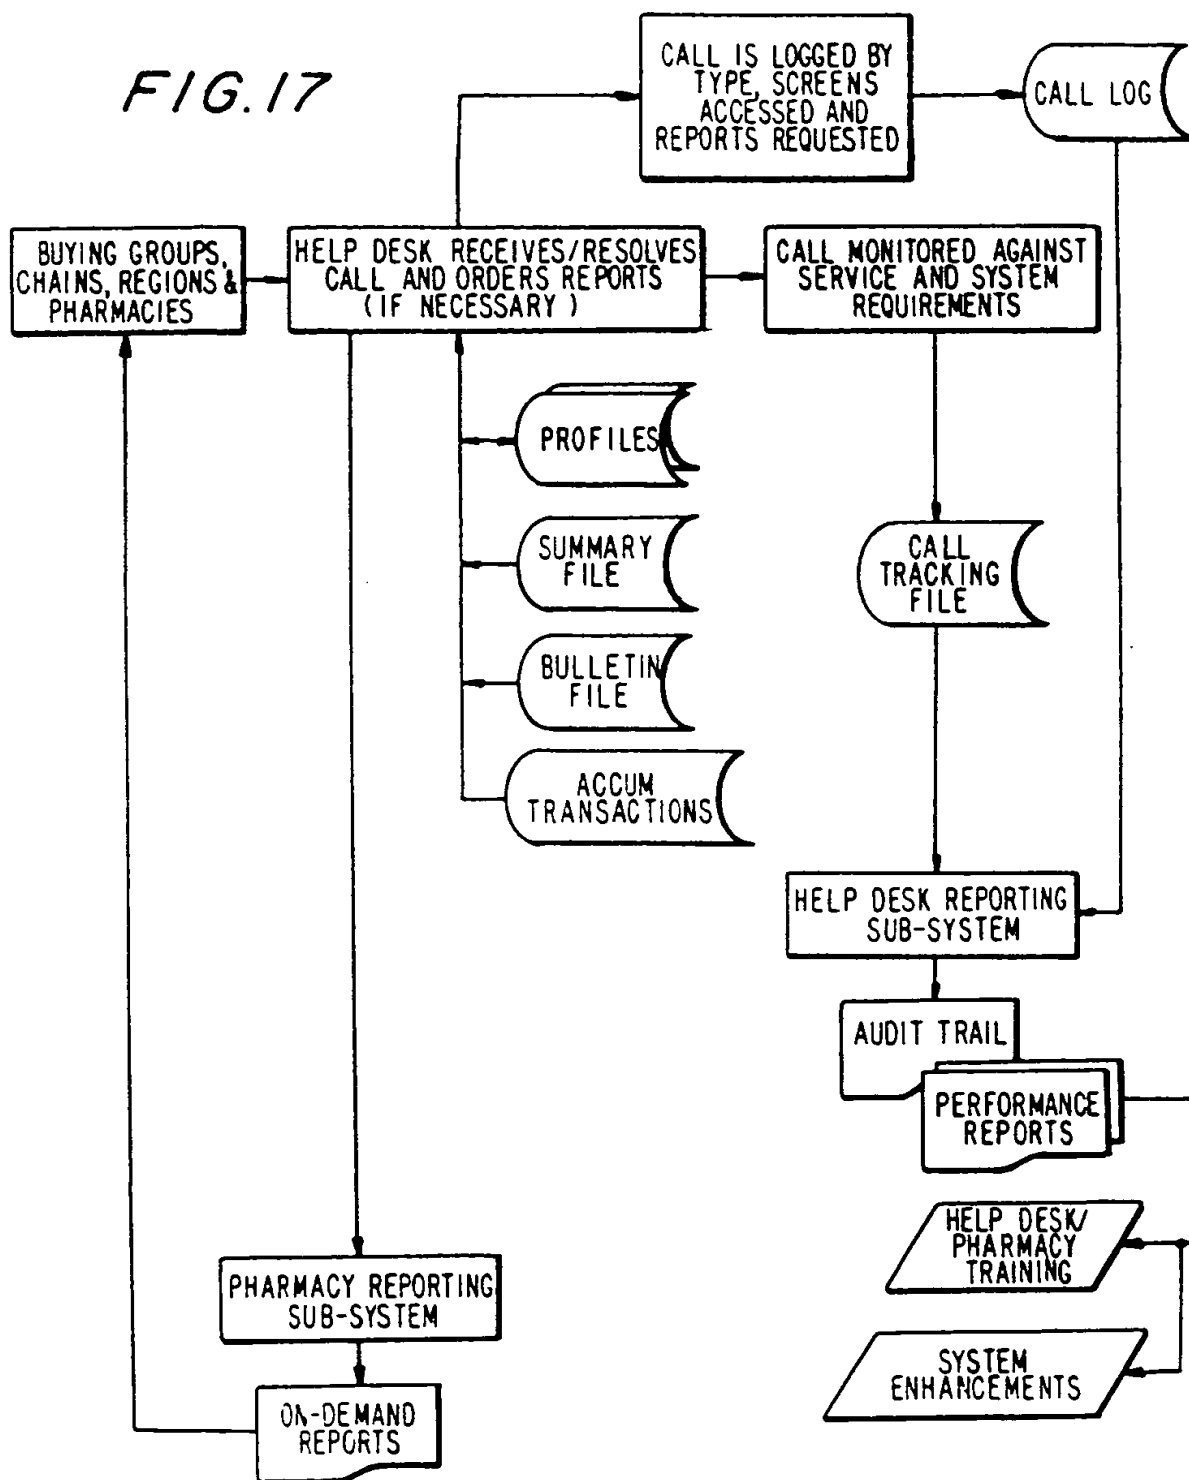 FIG.17
CALL IS LOGGED BY
TYPE, SCREENS
ACCESSED AND
REPORTS REQUESTED
CALL LOG
BUYING GROUPS,
CHAINS, REGIONS &
PHARMACIES
HELP DESK RECEIVES/RESOLVES
CALL AND ORDERS REPORTS
(IF NECESSARY)
CALL MONITORED AGAINST
SERVICE AND SYSTEM
REQUIREMENTS
PROFILES
SUMMARY
FILE
BULLETIN
FILE
ACCUM
TRANSACTIONS
CALL
TRACKING
FILE
HELP DESK REPORTING
SUB-SYSTEM
AUDIT TRAIL
PERFORMANCE
REPORTS
HELP DESK/
PHARMACY
TRAINING
SYSTEM
ENHANCEMENTS
PHARMACY REPORTING
SUB-SYSTEM
ON-DEMAND
REPORTS